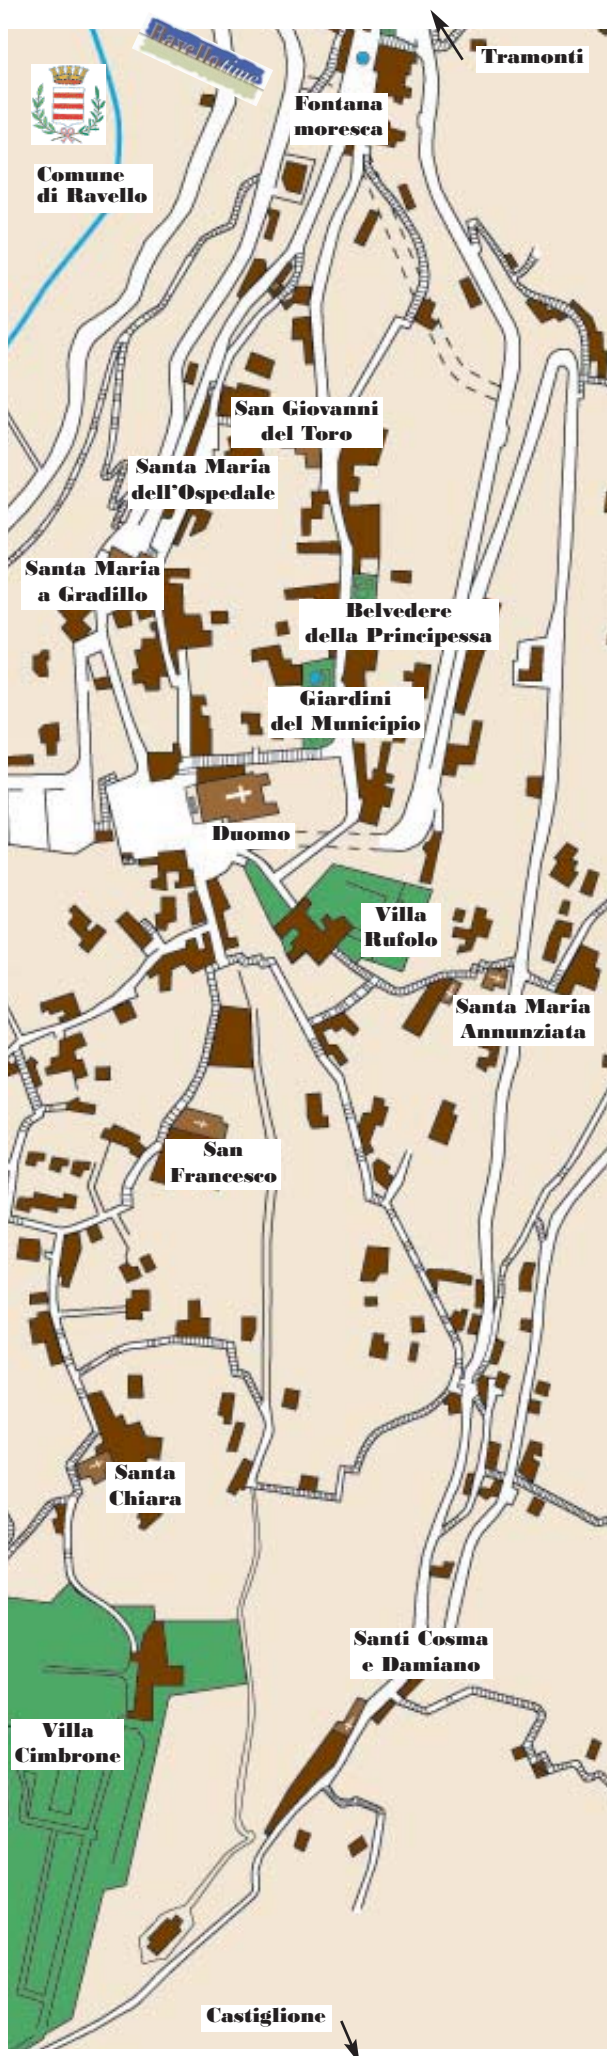 Ravellotime
Tramonti
Fontana
moresca
Comune
di Ravello
San Giovanni
del Toro
Santa Maria
dell'Ospedale
Santa Maria
a Gradillo
Belvedere
della Principessa
Giardini
del Municipio
Duomo
Villa
Rufolo
Santa Maria
Annunziata
San
Francesco
Santa
Chiara
Santi Cosma
e Damiano
Villa
Cimbrone
Castiglione